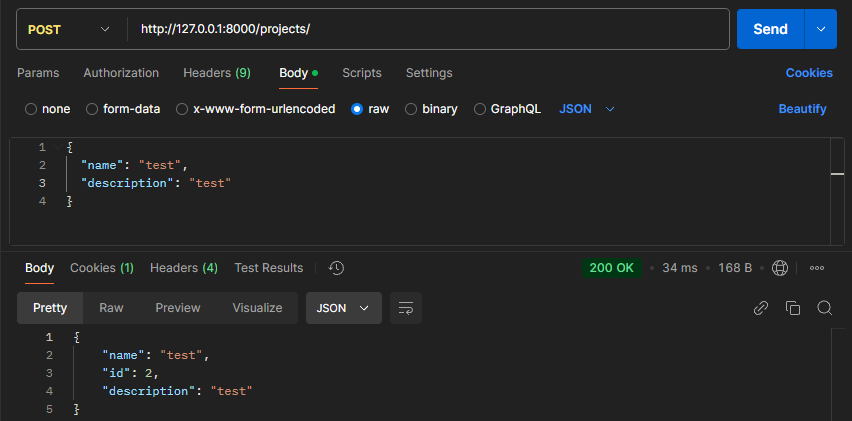 POST http://127.0.0.1:8000/projects/ Send
Params Authorization Headers (9) Body Scripts Settings Cookies
none form-data x-www-form-urlencoded raw binary GraphQL JSON Beautify
1 {
2 "name": "test",
3 "description": "test"
4 }
Body Cookies (1) Headers (4) Test Results 200 OK • 34 ms • 168 B •
Pretty Raw Preview Visualize JSON
1 {
2 "name": "test",
3 "id": 2,
4 "description": "test"
5 }